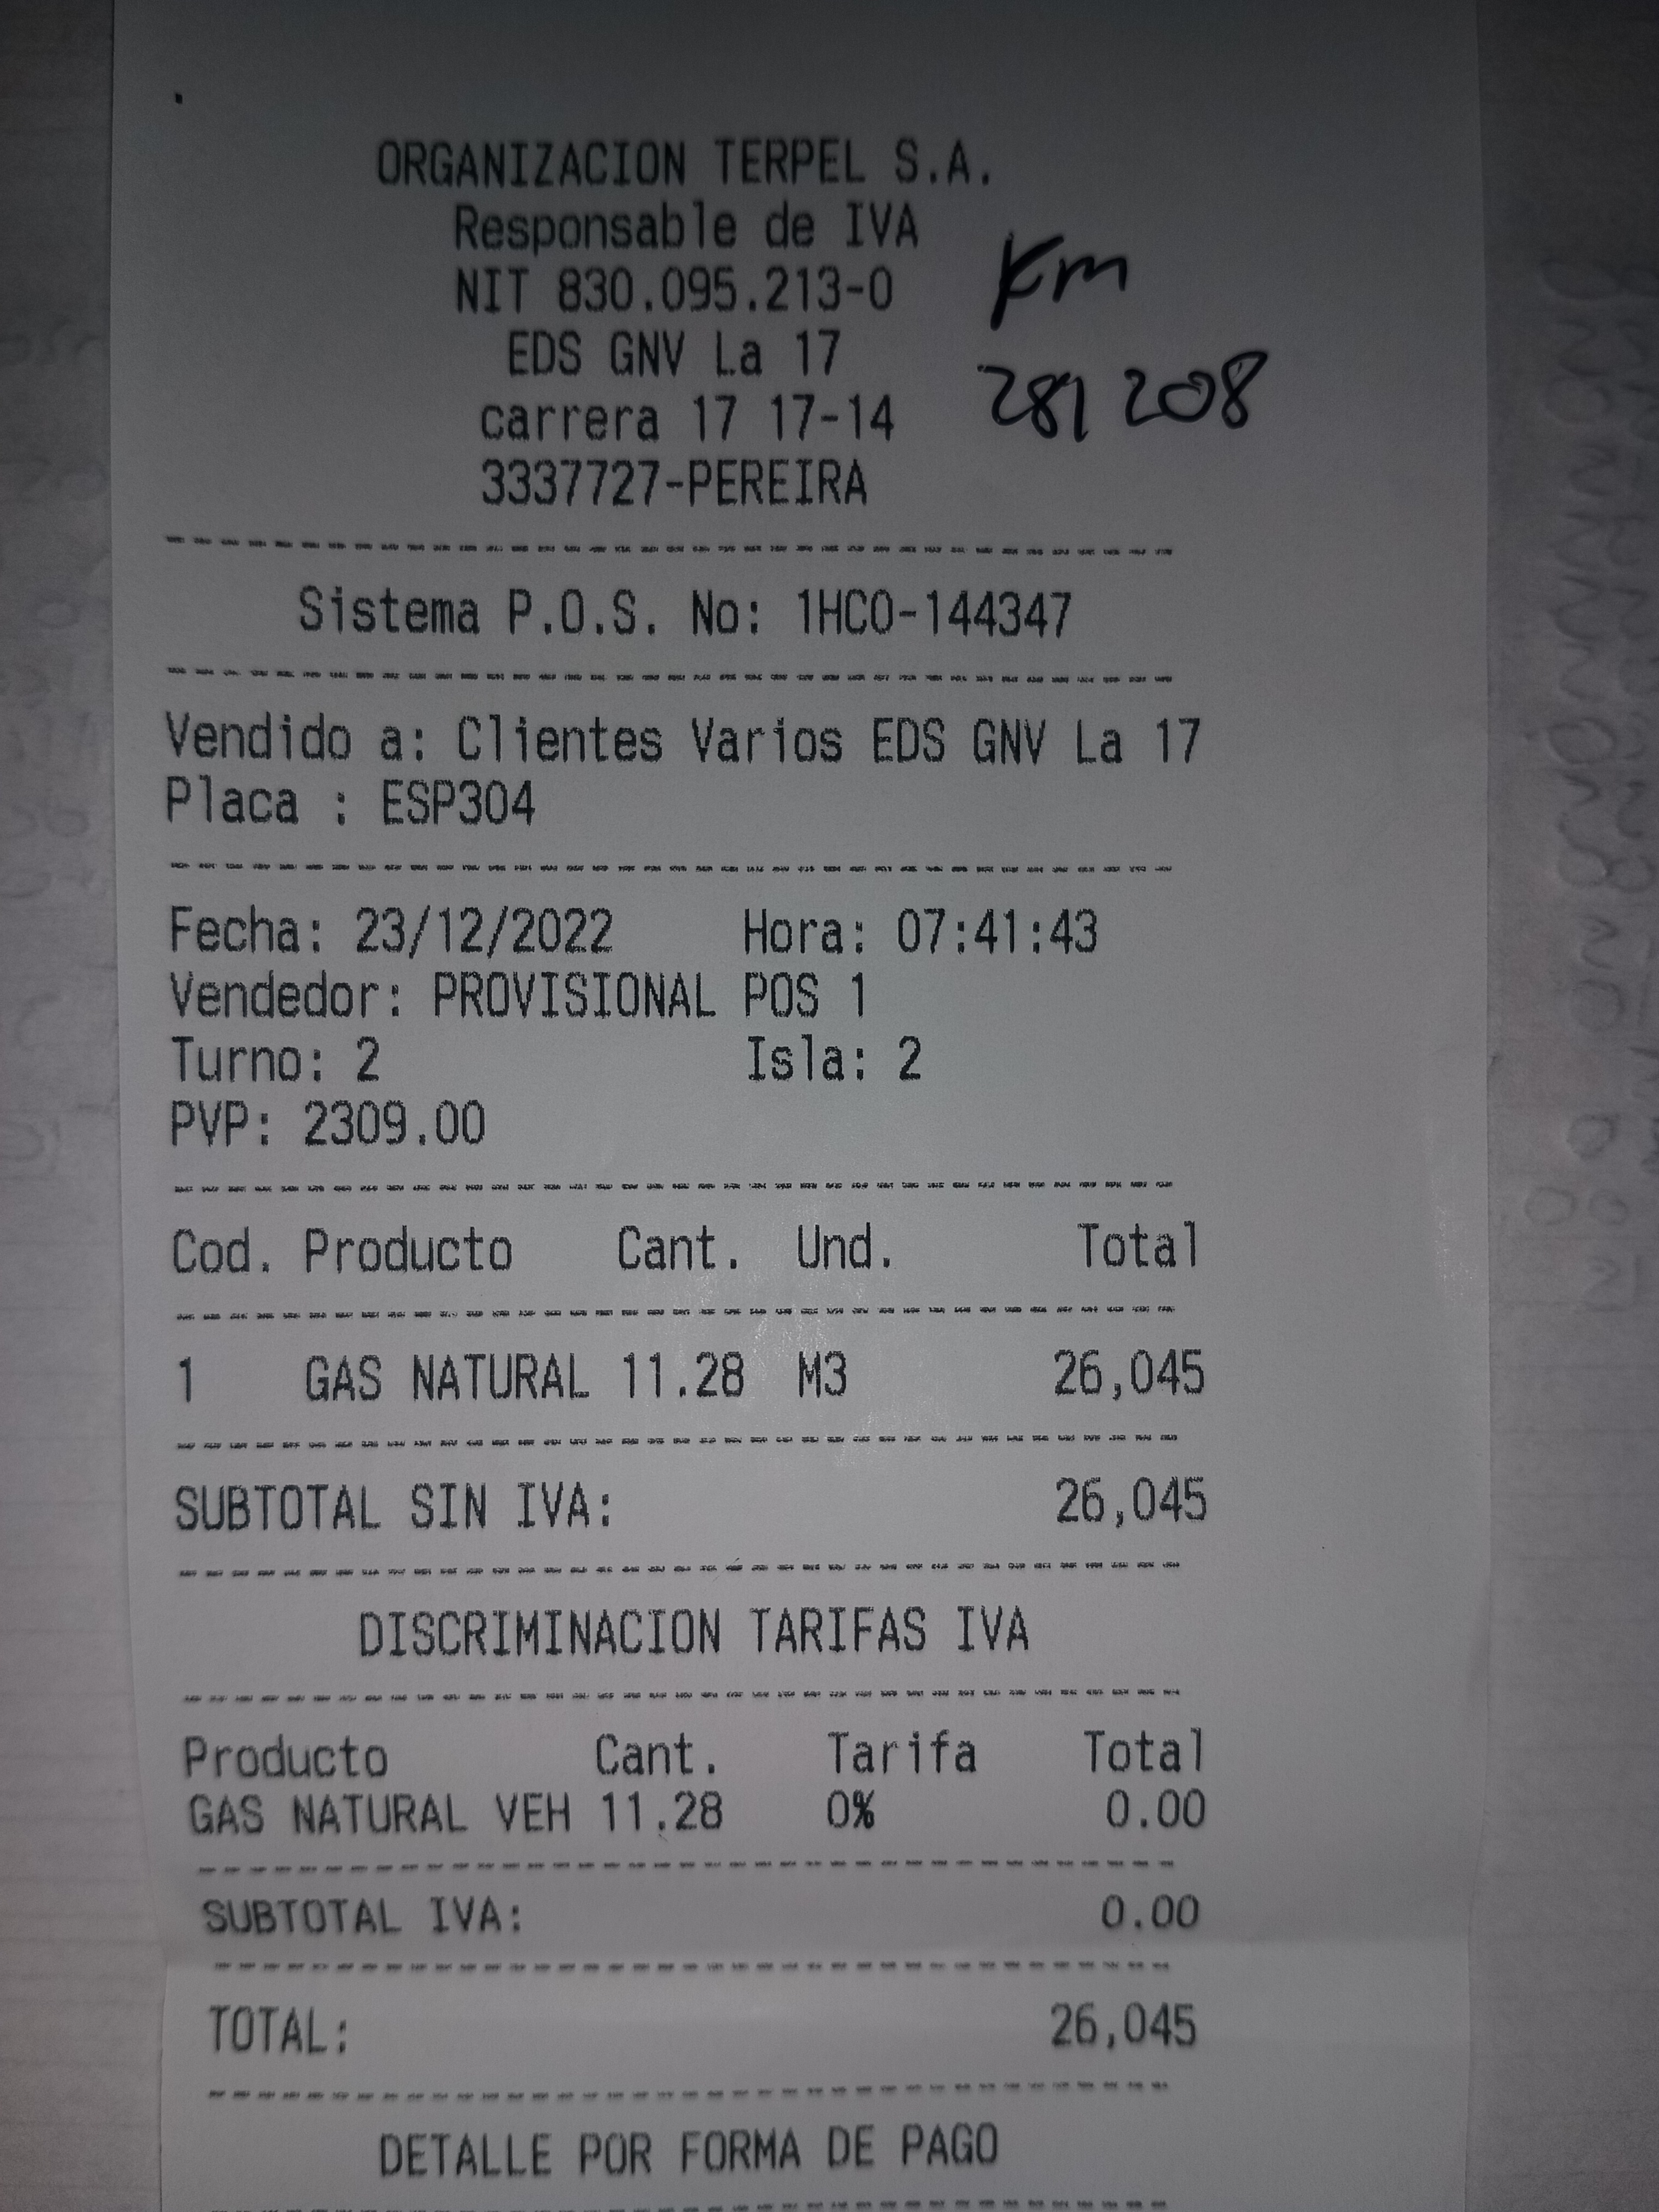 ORGANIZACION TERPEL S.A.
Responsable de IVA
NIT 830.095.213-0
EDS GNV La 17
carrera 17 17-14
3337727-PEREIRA
Km
281 208
Sistema P.O.S. No: 1HCO-144347
Vendido a: Clientes Varios EDS GNV La 17
Placa : ESP304
Fecha: 23/12/2022 Hora: 07:41:43
Vendedor: PROVISIONAL POS 1
Turno: 2 Isla: 2
PVP: 2309.00
Cod. Producto Cant. Und. Total
1 GAS NATURAL 11.28 M3 26,045
SUBTOTAL SIN IVA: 26,045
DISCRIMINACION TARIFAS IVA
Producto Cant. Tarifa Total
GAS NATURAL VEH 11.28 0% 0.00
SUBTOTAL IVA: 0.00
TOTAL: 26,045
DETALLE POR FORMA DE PAGO